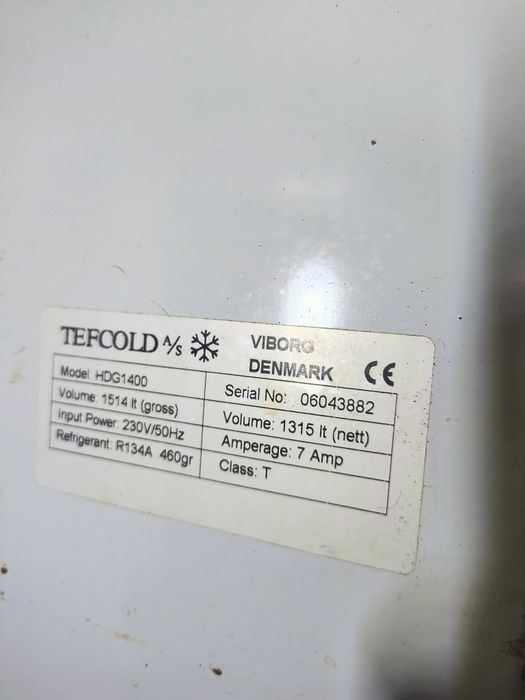 TEFCOLD A/S VIBORG
DENMARK CE
Model: HDG1400 Serial No: 06043882
Volume: 1514 lt (gross) Volume: 1315 lt (nett)
Input Power: 230V/50Hz Amperage: 7 Amp
Refrigerant: R134A 460gr Class: T